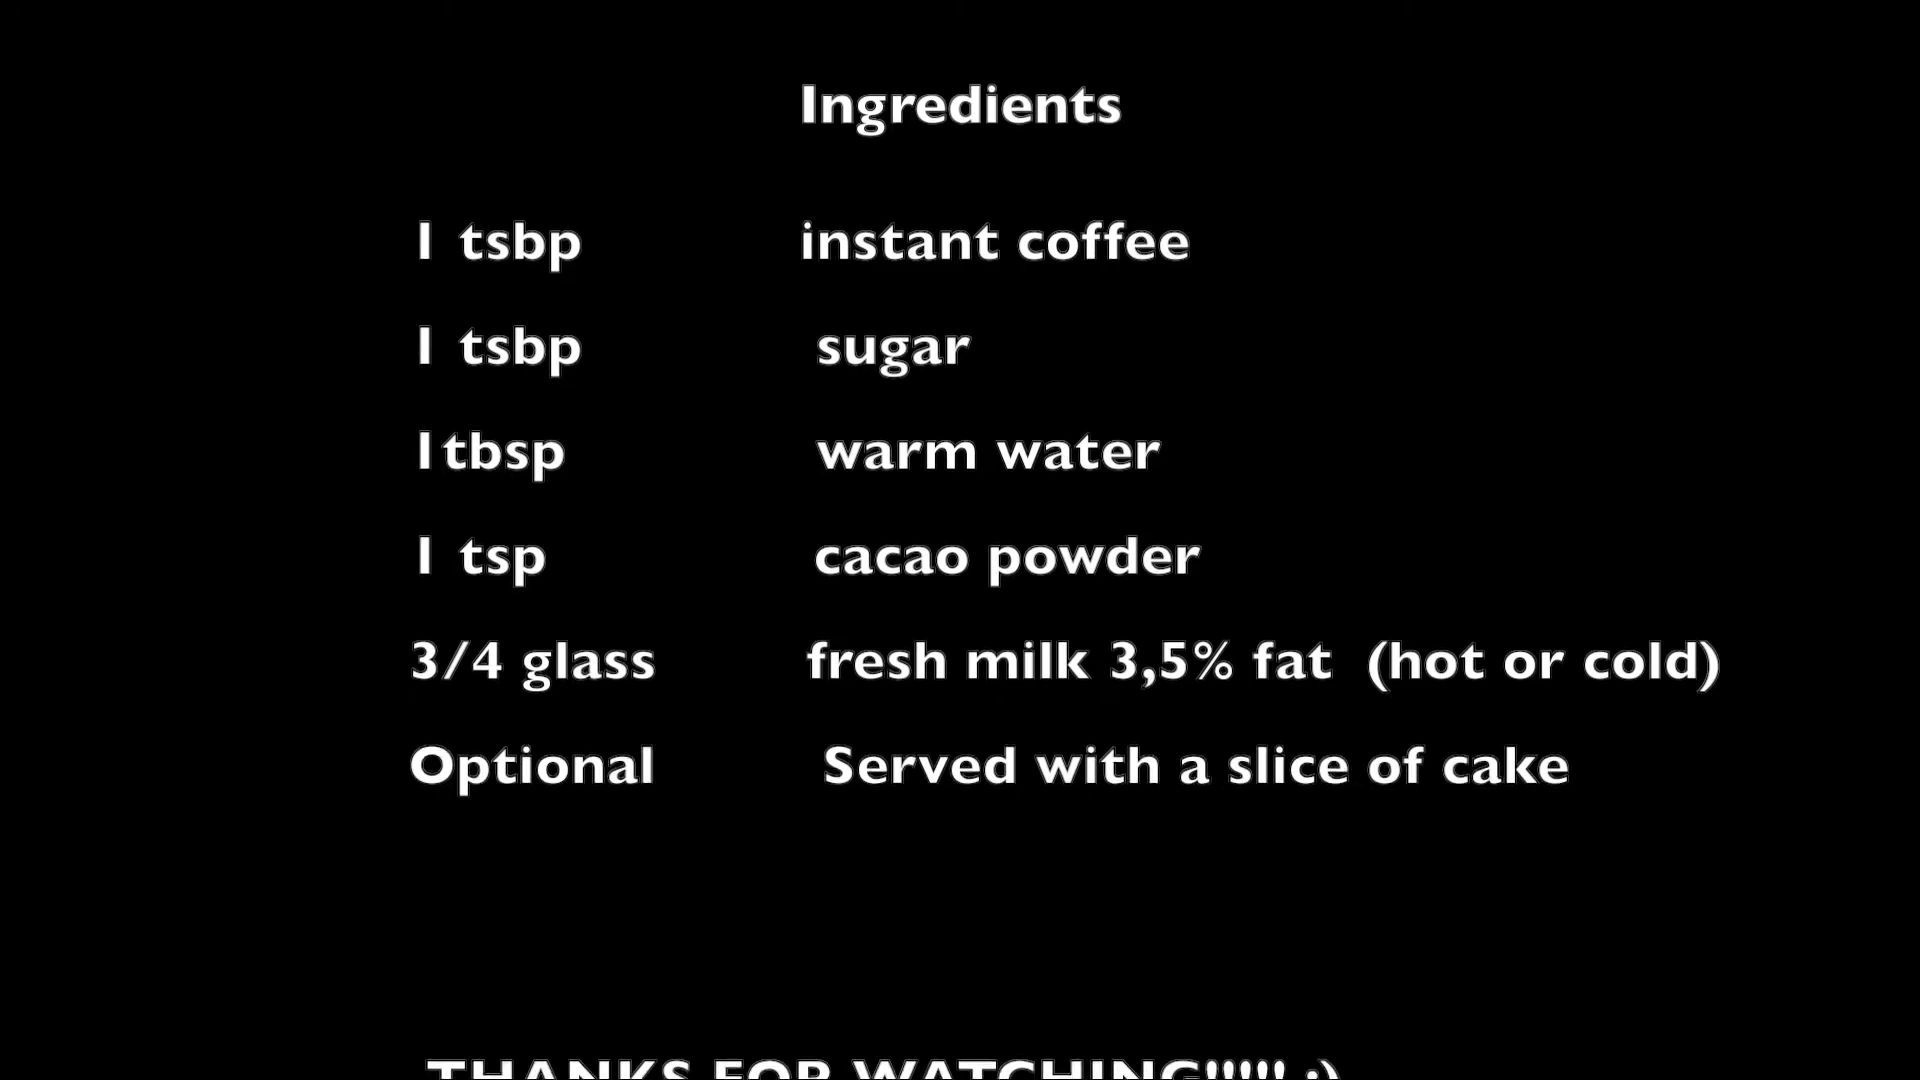 Ingredients
1 tsbp instant coffee
1 tsbp sugar
1tbsp warm water
1 tsp cacao powder
3/4 glass fresh milk 3,5% fat (hot or cold)
Optional Served with a slice of cake
THANKS FOR WATCHING!!!!! :)